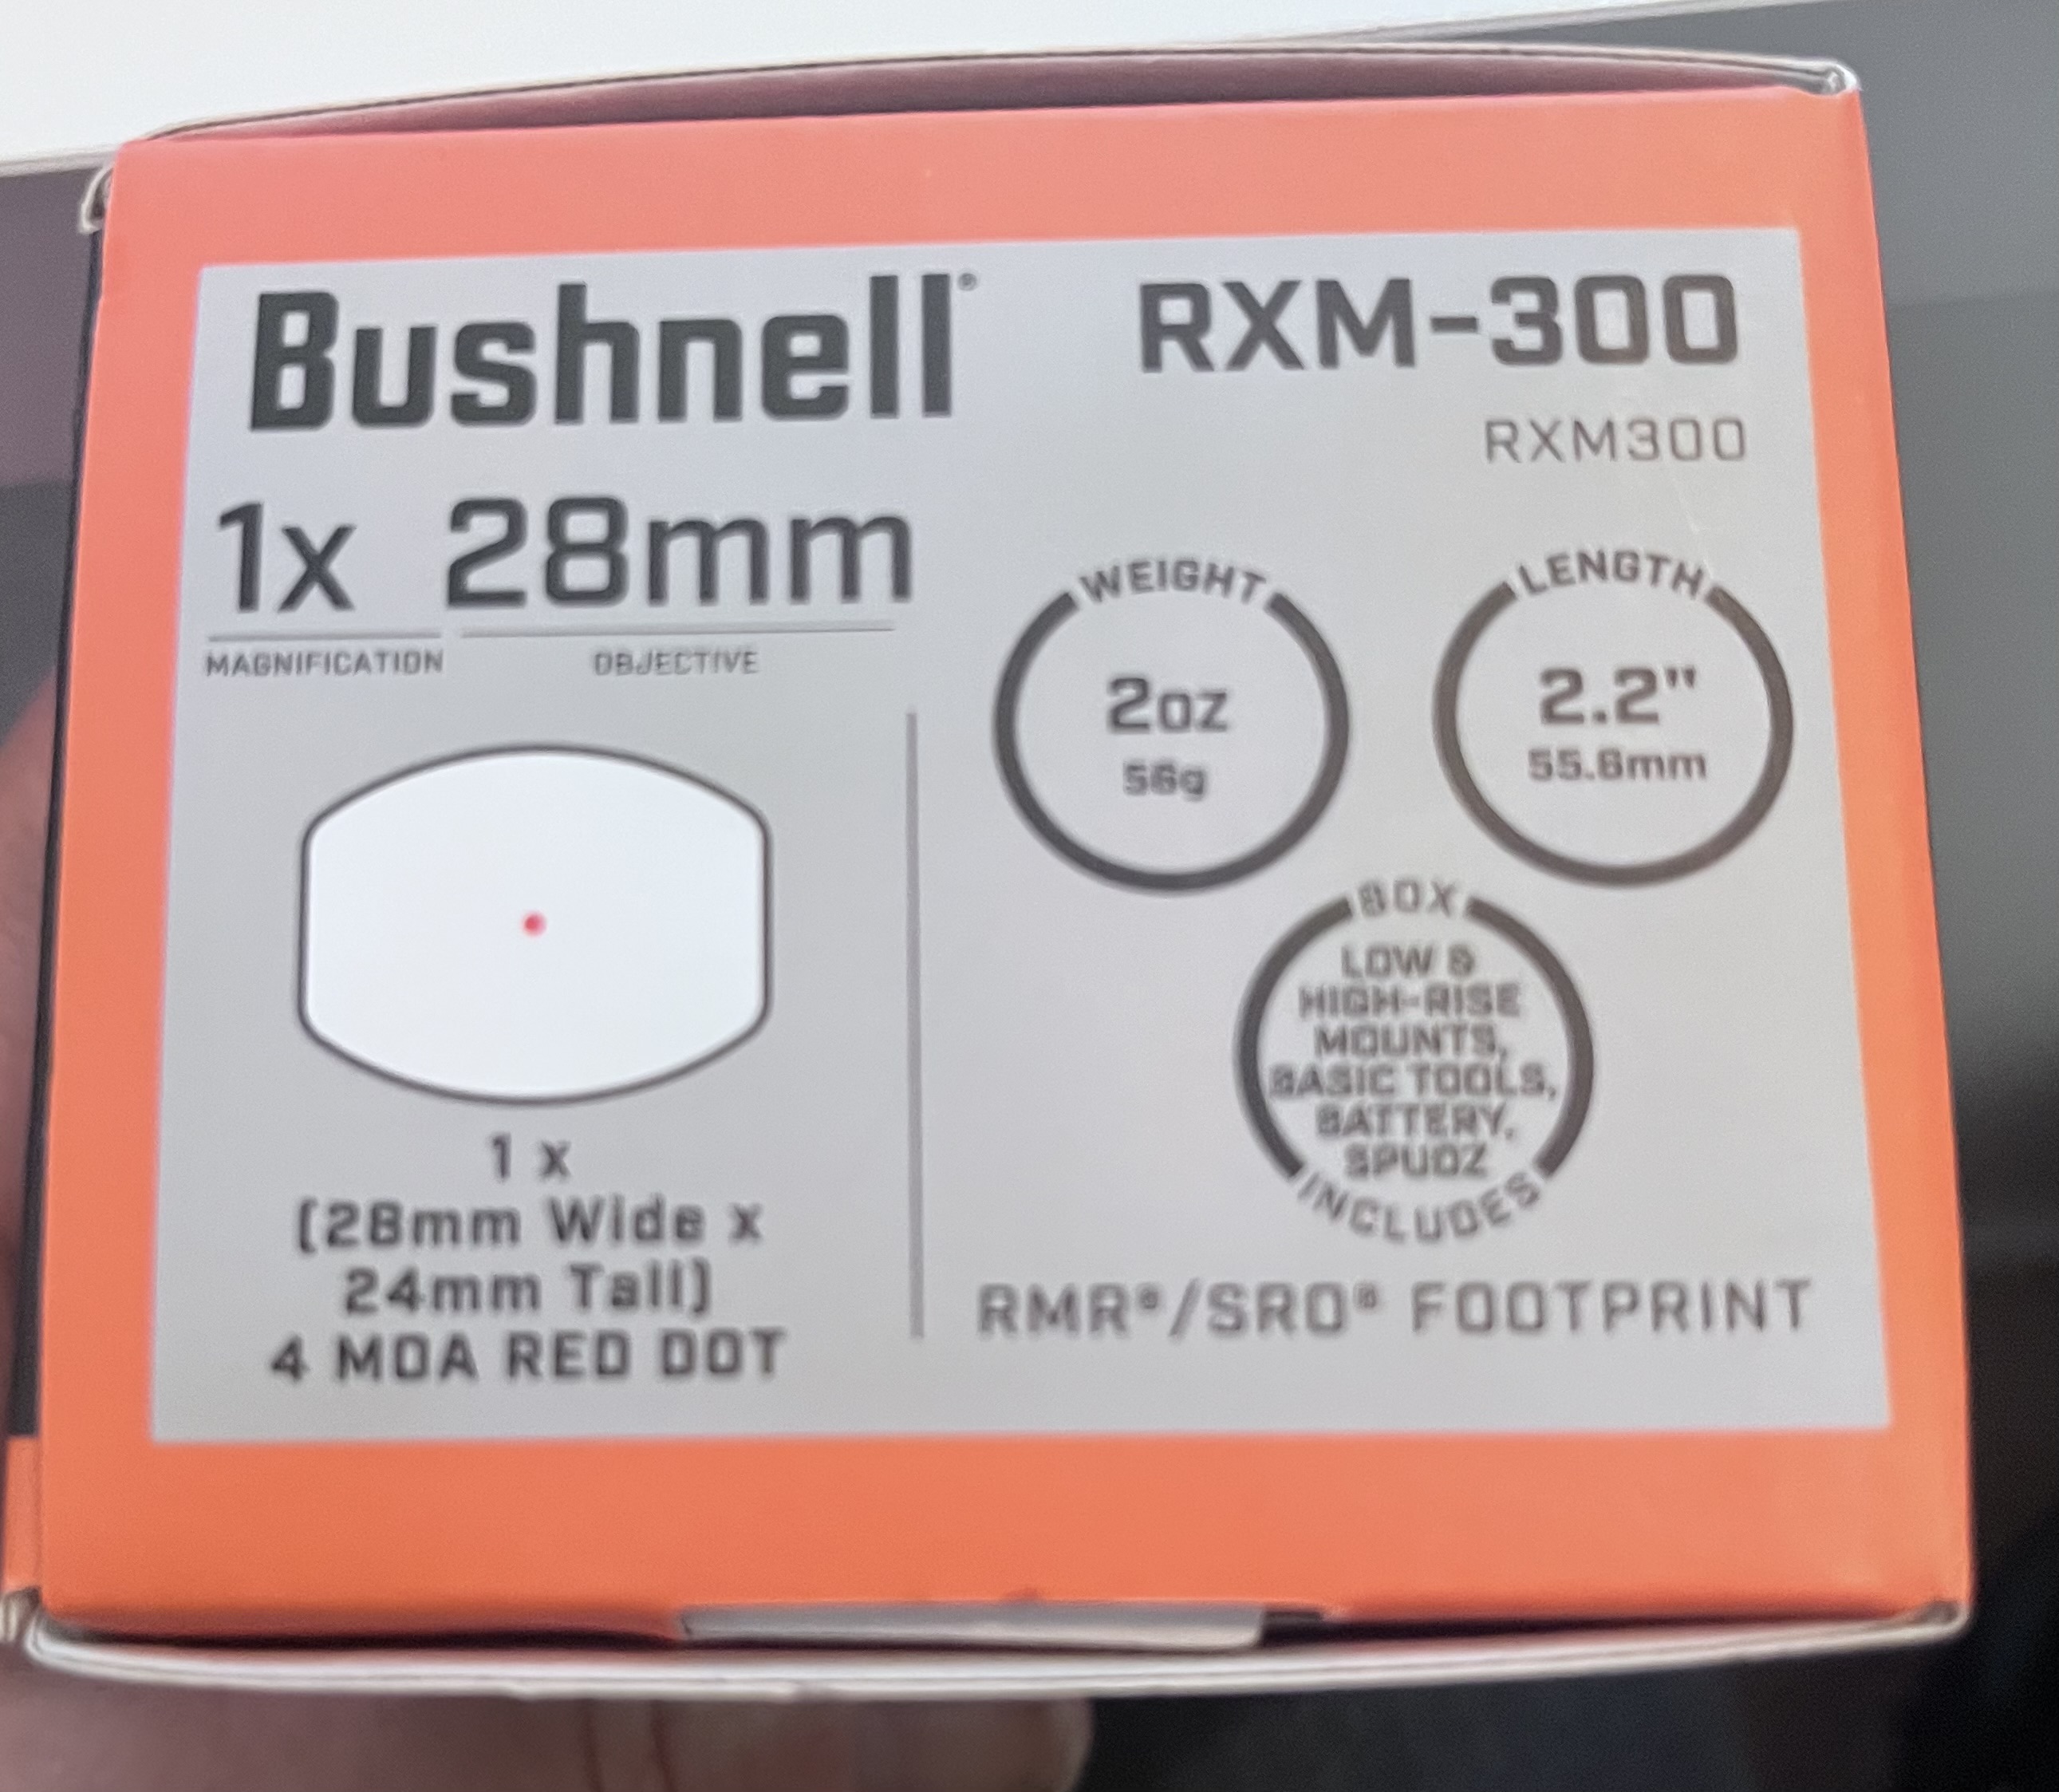 Bushnell®
RXM-300
RXM300
1x 28mm
MAGNIFICATION OBJECTIVE
1 x
(28mm Wide x
24mm Tall)
4 MOA RED DOT
WEIGHT
2oz
56g
LENGTH
2.2"
55.6mm
BOX
LOW &
HIGH-RISE
MOUNTS,
BASIC TOOLS,
BATTERY,
SPUDZ
INCLUDES
RMR®/SRO® FOOTPRINT